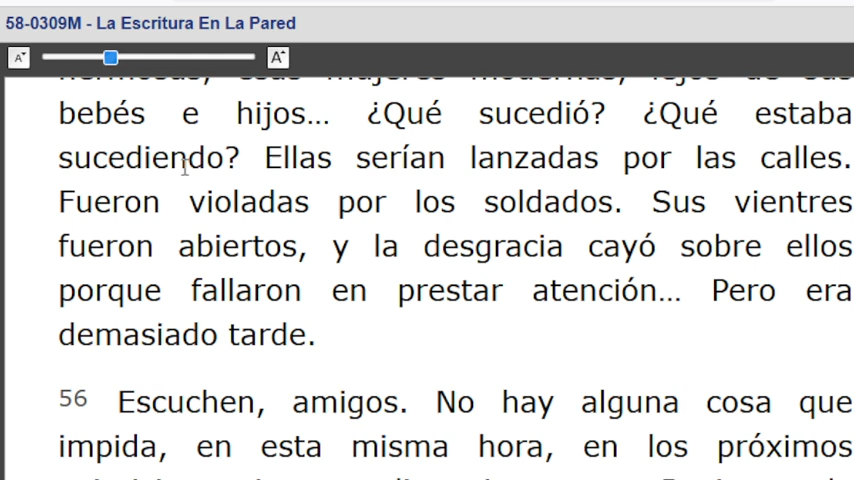 58-0309M - La Escritura En La Pared
A A
bebés e hijos... ¿Qué sucedió? ¿Qué estaba
sucediendo? Ellas serían lanzadas por las calles.
Fueron violadas por los soldados. Sus vientres
fueron abiertos, y la desgracia cayó sobre ellos
porque fallaron en prestar atención... Pero era
demasiado tarde.
56 Escuchen, amigos. No hay alguna cosa que
impida, en esta misma hora, en los próximos